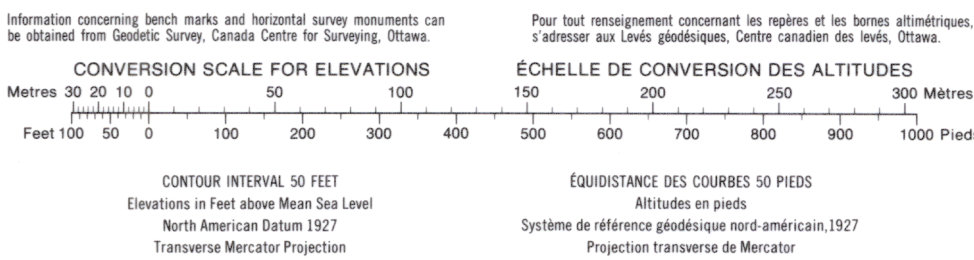 Information concerning bench marks and horizontal survey monuments can
be obtained from Geodetic Survey, Canada Centre for Surveying, Ottawa.
Pour tout renseignement concernant les repères et les bornes altimétriques,
s'adresser aux Levés géodésiques, Centre canadien des levés, Ottawa.
CONVERSION SCALE FOR ELEVATIONS
ÉCHELLE DE CONVERSION DES ALTITUDES
Metres 30 20 10 0 50 100 150 200 250 300 Mètres
Feet 100 50 0 100 200 300 400 500 600 700 800 900 1000 Pied
CONTOUR INTERVAL 50 FEET
Elevations in Feet above Mean Sea Level
North American Datum 1927
Transverse Mercator Projection
ÉQUIDISTANCE DES COURBES 50 PIEDS
Altitudes en pieds
Système de référence géodésique nord-américain,1927
Projection transverse de Mercator